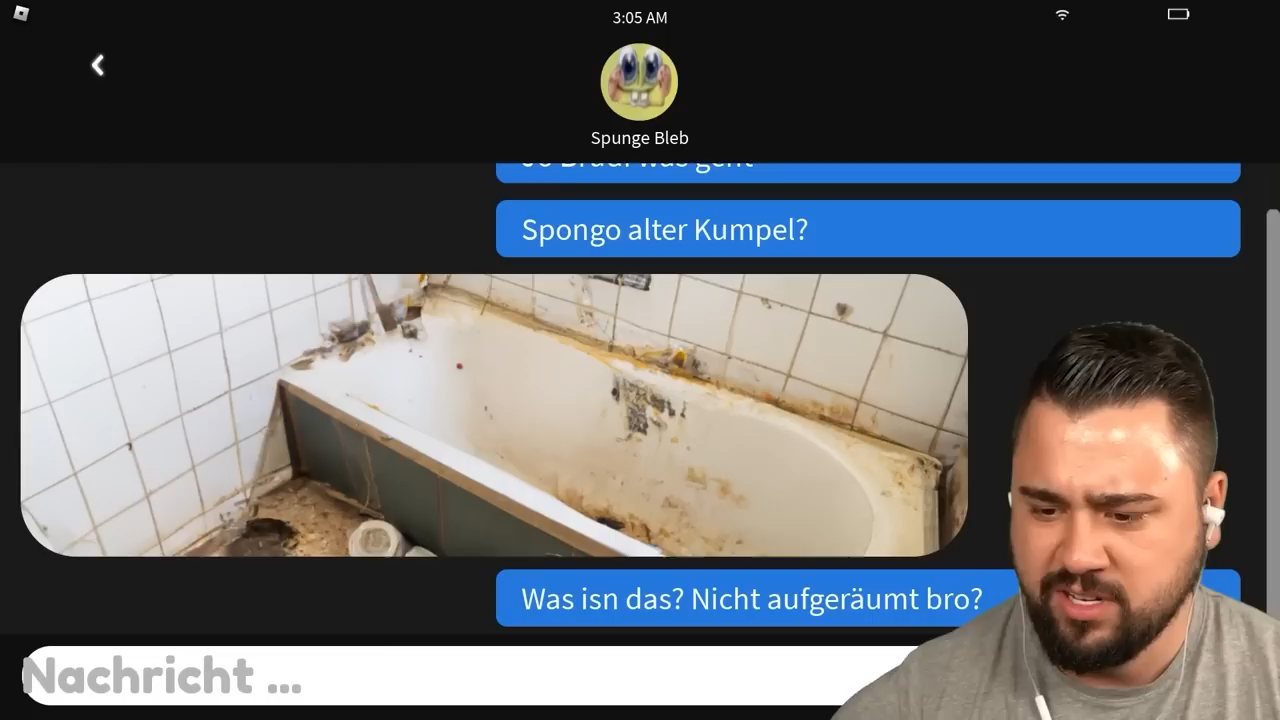 3:05 AM
Spunge Bleb
Spongo alter Kumpel?
Was isn das? Nicht aufgeräumt bro?
Nachricht ...